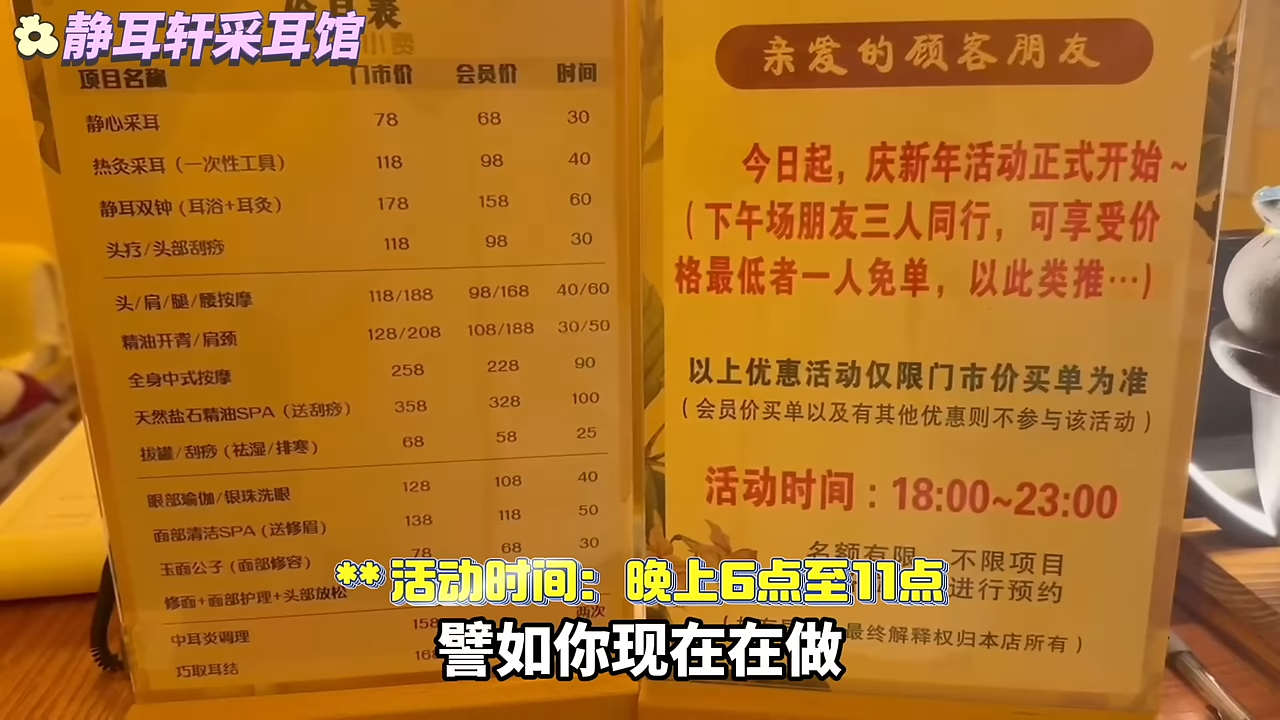 静耳轩采耳馆
项目名称 门市价 会员价 时间
静心采耳 78 68 30
热灸采耳（一次性工具） 118 98 40
静耳双钟（耳浴+耳灸） 178 158 60
头疗/头部刮痧 118 98 30
头/肩/腿/腰按摩 118/188 98/168 40/60
精油开背/肩颈 128/208 108/188 30/50
全身中式按摩 258 228 90
天然盐石精油SPA（送刮痧） 358 328 100
拔罐/刮痧（祛湿/排寒） 68 58 25
眼部瑜伽/银珠洗眼 128 108 40
面部清洁SPA（送修眉） 138 118 50
玉面公子（面部修容） 78 68 30
修面+面部护理+头部放松
中耳炎调理 158 两次
巧取耳结
亲爱的顾客朋友
今日起，庆新年活动正式开始~
（下午场朋友三人同行，可享受价
格最低者一人免单，以此类推…）
以上优惠活动仅限门市价买单为准
（会员价买单以及有其他优惠则不参与该活动）
活动时间：18:00~23:00
名额有限 不限项目
进行预约
最终解释权归本店所有）
**活动时间：晚上6点至11点
譬如你现在在做